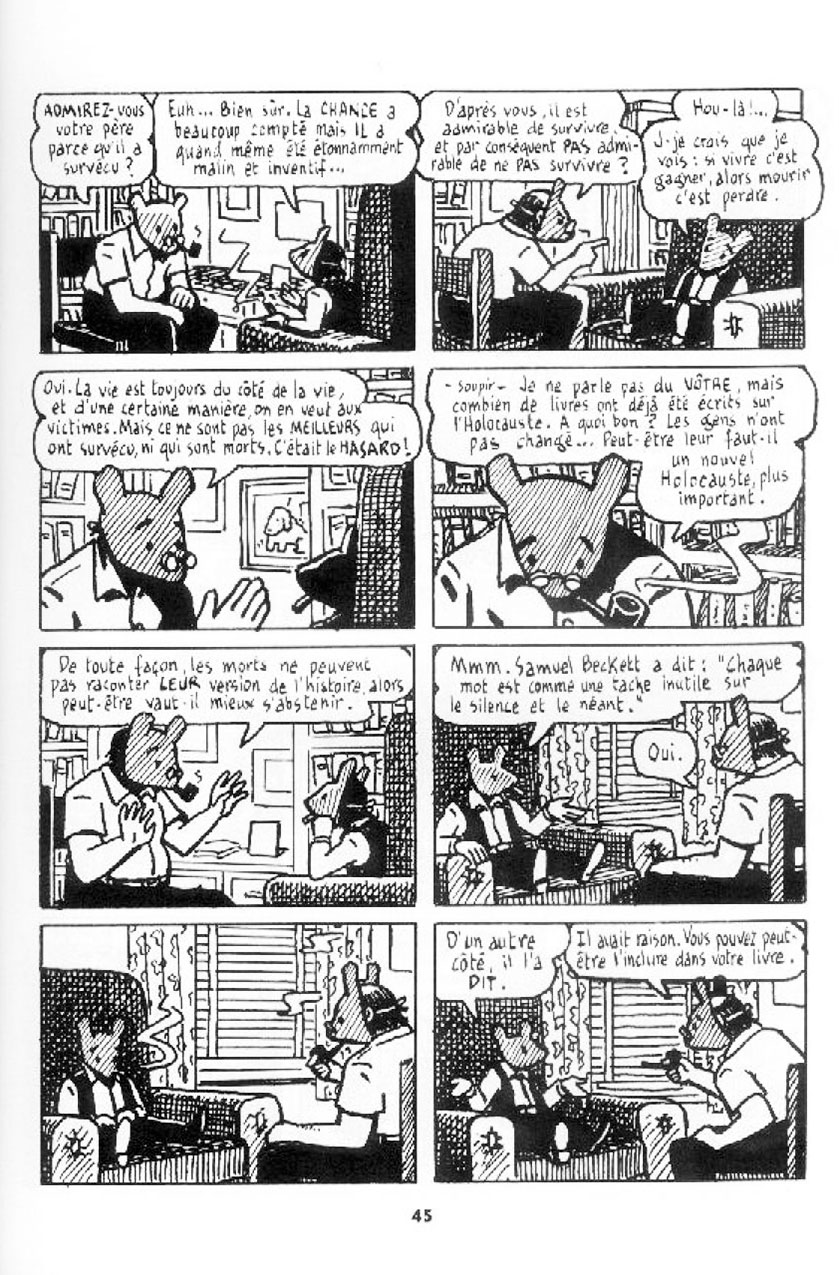 ADMIREZ-VOUS
votre père
parce qu'il a
survécu ?
Euh... Bien sûr. La CHANCE a
beaucoup compté mais IL a
quand même été étonnamment
malin et inventif...
D'après vous, il est
admirable de survivre,
et par conséquent PAS admi-
rable de ne PAS survivre ?
Hou-là !...
J-je crois que je
vois : si vivre c'est
gagner, alors mourir
c'est perdre.
Oui. La vie est toujours du côté de la vie,
et d'une certaine manière, on en veut aux
victimes. Mais ce ne sont pas les MEILLEURS qui
ont survécu, ni qui sont morts. C'était le HASARD !
- soupir - Je ne parle pas du VÔTRE, mais
combien de livres ont déjà été écrits sur
l'Holocauste. A quoi bon ? Les gens n'ont
pas changé... Peut-être leur faut-il
un nouvel
Holocauste, plus
important.
De toute façon, les morts ne peuvent
pas raconter LEUR version de l'histoire, alors
peut-être vaut-il mieux s'abstenir.
Mmm. Samuel Beckett a dit : "Chaque
mot est comme une tache inutile sur
le silence et le néant."
Oui.
D'un autre
côté, il l'a
DIT.
Il avait raison. Vous pouvez peut-
être l'inclure dans votre livre.
45